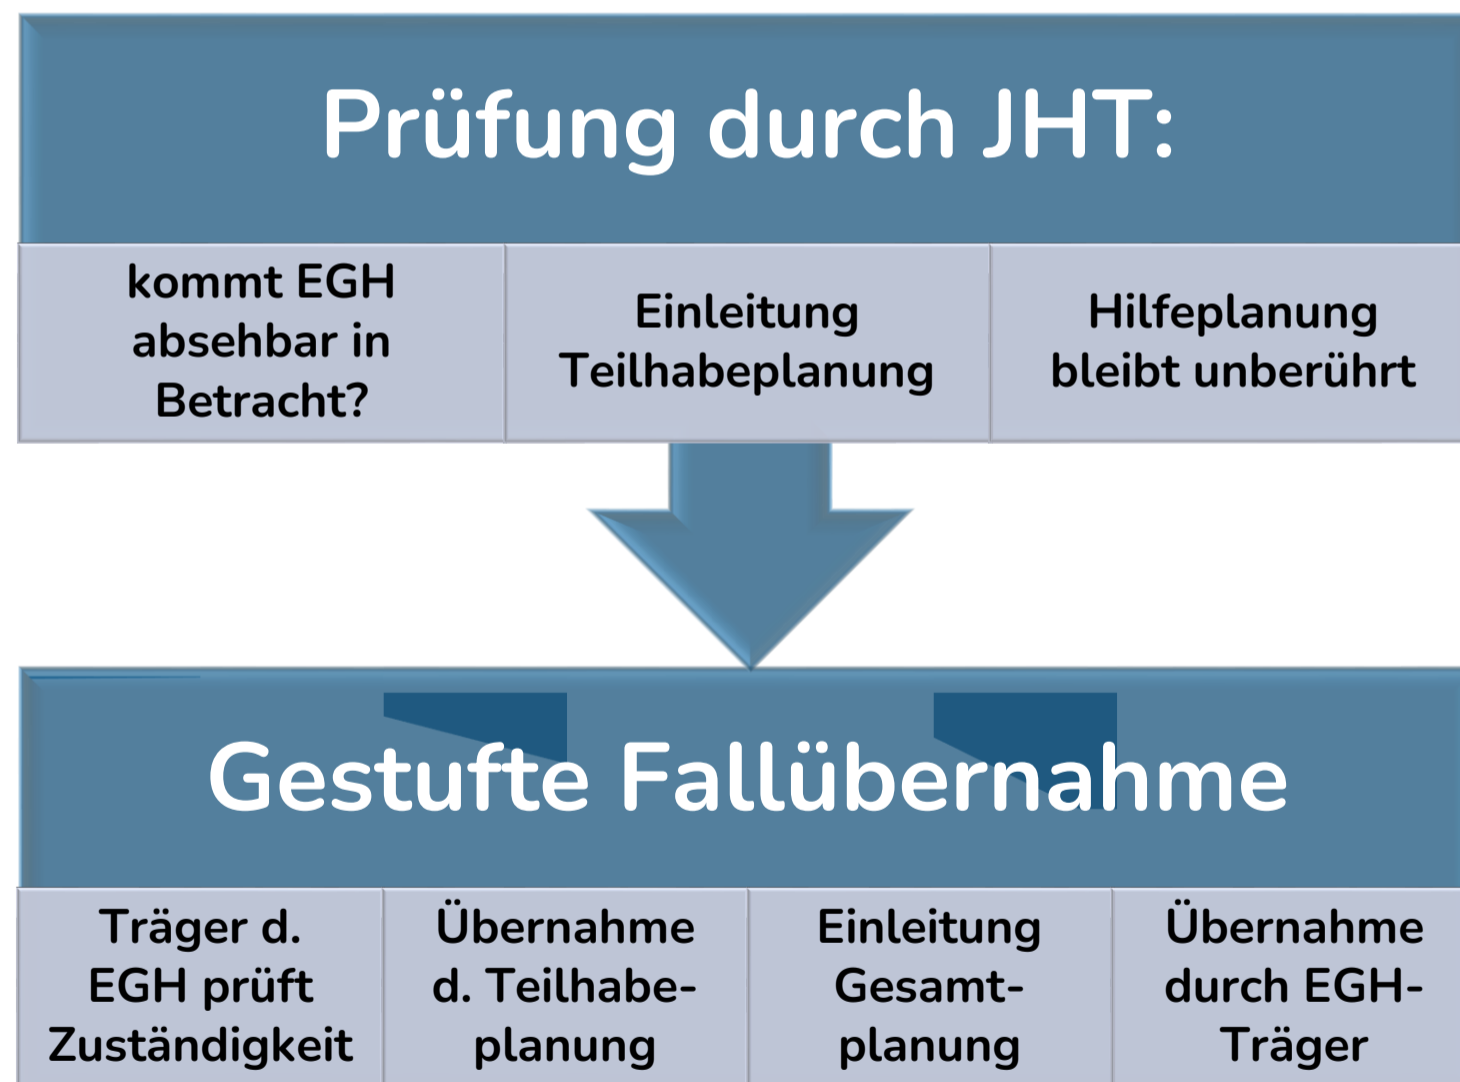 Prüfung durch JHT:
kommt EGH
absehbar in
Betracht?
Einleitung
Teilhabeplanung
Hilfeplanung
bleibt unberührt
Gestufte Fallübernahme
Träger d.
EGH prüft
Zuständigkeit
Übernahme
d. Teilhabe-
planung
Einleitung
Gesamt-
planung
Übernahme
durch EGH-
Träger